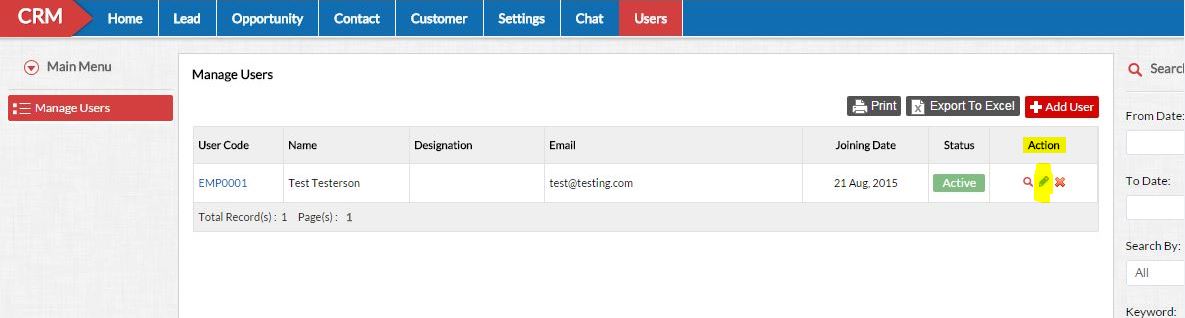 CRM Home Lead Opportunity Contact Customer Settings Chat Users
Main Menu
Manage Users
Manage Users
Print Export To Excel Add User
User Code Name Designation Email Joining Date Status Action
EMP0001 Test Testerson test@testing.com 21 Aug, 2015 Active
Total Record(s) : 1 Page(s) : 1
Searc
From Date:
To Date:
Search By:
All
Keyword: